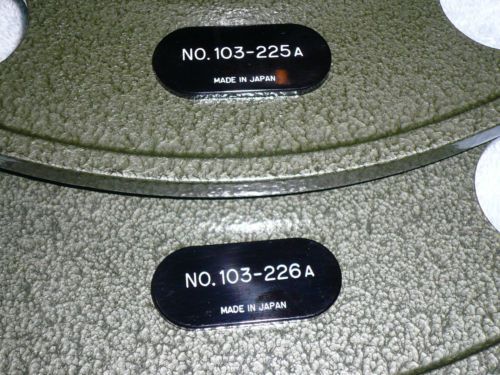 NO. 103-225A
MADE IN JAPAN
NO. 103-226A
MADE IN JAPAN